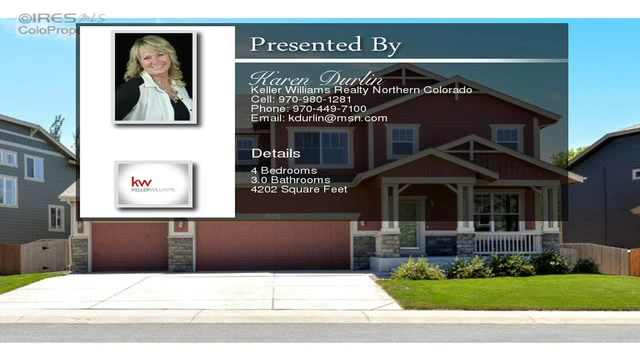 ©IRES MLS
ColoProp
Presented By
Karen Durlin
Keller Williams Realty Northern Colorado
Cell: 970-980-1281
Phone: 970-449-7100
Email: kdurlin@msn.com
kw
KELLERWILLIAMS
Details
4 Bedrooms
3.0 Bathrooms
4202 Square Feet